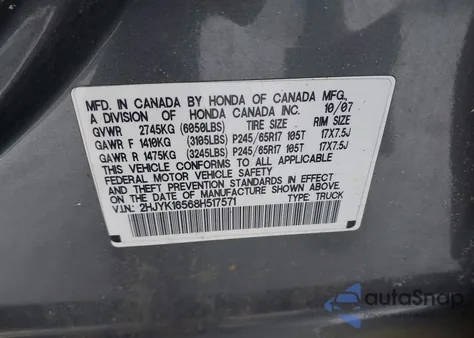 MFD. IN CANADA BY HONDA OF CANADA MFG.,
A DIVISION OF HONDA CANADA INC. 10/07
GVWR 2745KG (6050LBS) TIRE SIZE RIM SIZE
GAWR F 1410KG (3105LBS) P245/65R17 105T 17X7.5J
GAWR R 1475KG (3245LBS) P245/65R17 105T 17X7.5J
THIS VEHICLE CONFORMS TO ALL APPLICABLE
FEDERAL MOTOR VEHICLE SAFETY
AND THEFT PREVENTION STANDARDS IN EFFECT ON
THE DATE OF MANUFACTURE SHOWN ABOVE.
V.I.N.: 2HJYK16568H517571 TYPE: TRUCK
autoSnap